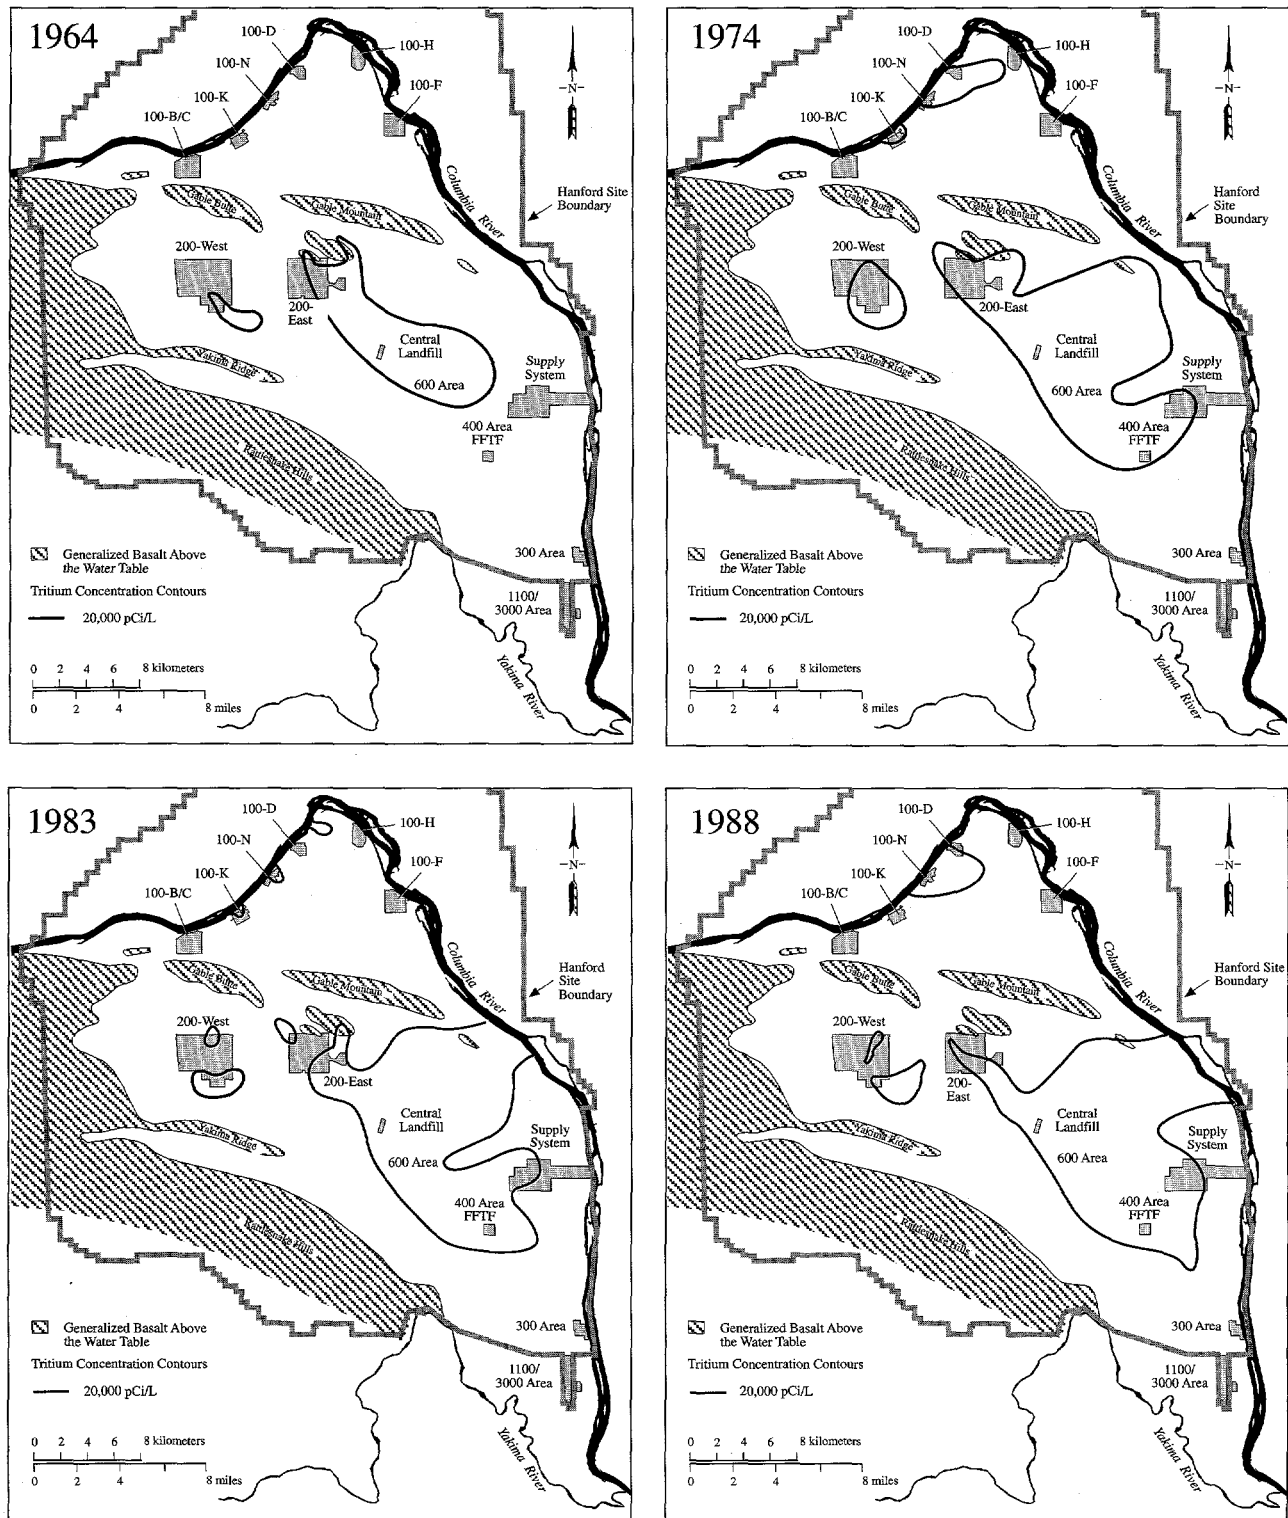 1964
100-D
100-H
100-N
100-K
100-F
100-B/C
-N-
Columbia River
Hanford Site
Boundary
Gable Butte
Gable Mountain
200-West
200-
East
Central
Landfill
Supply
System
Yakima Ridge
600 Area
400 Area
FFTF
Rattlesnake Hills
Generalized Basalt Above
the Water Table
300 Area
Tritium Concentration Contours
20,000 pCi/L
1100/
3000 Area
Yakima River
0 2 4 6 8 kilometers
0 2 4 8 miles
1974
100-D
100-H
100-N
100-K
100-F
100-B/C
-N-
Columbia River
Hanford
Site
Boundary
Gable Butte
Gable Mountain
200-West
200-East
Central
Landfill
Supply
System
Yakima Ridge
600 Area
400 Area
FFTF
Rattlesnake Hills
Generalized Basalt Above
the Water Table
300 Area
Tritium Concentration Contours
20,000 pCi/L
1100/
3000 Area
Yakima River
0 2 4 6 8 kilometers
0 2 4 8 miles
1983
100-D
100-H
100-N
100-K
100-F
100-B/C
-N-
Columbia River
Hanford Site
Boundary
Gable Butte
Gable Mountain
200-West
200-East
Central
Landfill
Supply
System
Yakima Ridge
600 Area
400 Area
FFTF
Rattlesnake Hills
Generalized Basalt Above
the Water Table
300 Area
Tritium Concentration Contours
20,000 pCi/L
1100/
3000 Area
Yakima River
0 2 4 6 8 kilometers
0 2 4 8 miles
1988
100-D
100-H
100-N
100-K
100-F
100-B/C
-N-
Columbia River
Hanford Site
Boundary
Gable Butte
Gable Mountain
200-West
200-
East
Central
Landfill
Supply
System
Yakima Ridge
600 Area
400 Area
FFTF
Rattlesnake Hills
Generalized Basalt Above
the Water Table
300 Area
Tritium Concentration Contours
20,000 pCi/L
1100/
3000 Area
Yakima River
0 2 4 6 8 kilometers
0 2 4 8 miles